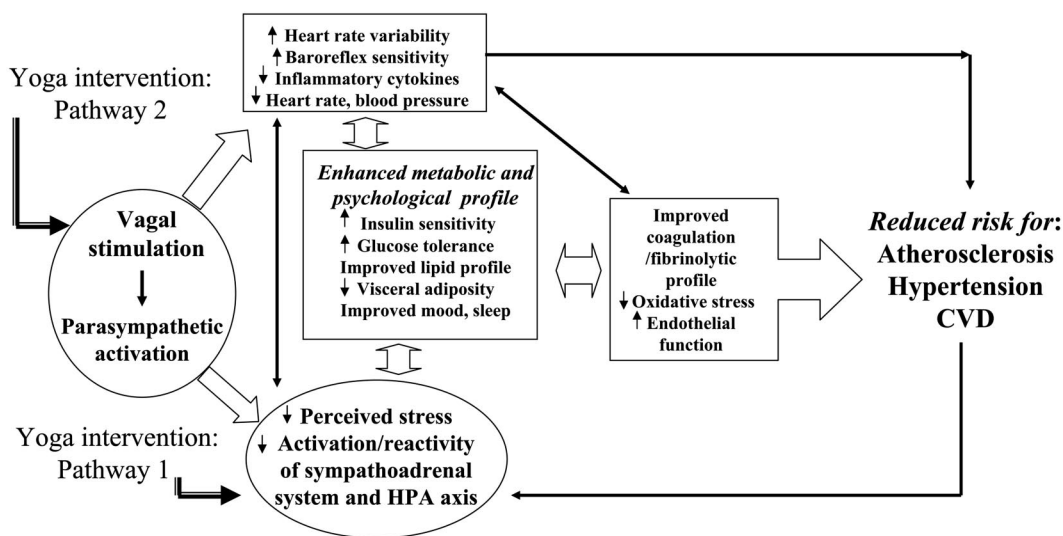 ↑ Heart rate variability
↑ Baroreflex sensitivity
↓ Inflammatory cytokines
↓ Heart rate, blood pressure
Yoga intervention:
Pathway 2
Vagal
stimulation
Parasympathetic
activation
Enhanced metabolic and
psychological profile
↑ Insulin sensitivity
↑ Glucose tolerance
Improved lipid profile
↓ Visceral adiposity
Improved mood, sleep
Improved
coagulation
/fibrinolytic
profile
↓ Oxidative stress
↑ Endothelial
function
Reduced risk for:
Atherosclerosis
Hypertension
CVD
Yoga intervention:
Pathway 1
↓ Perceived stress
↓ Activation/reactivity
of sympathoadrenal
system and HPA axis